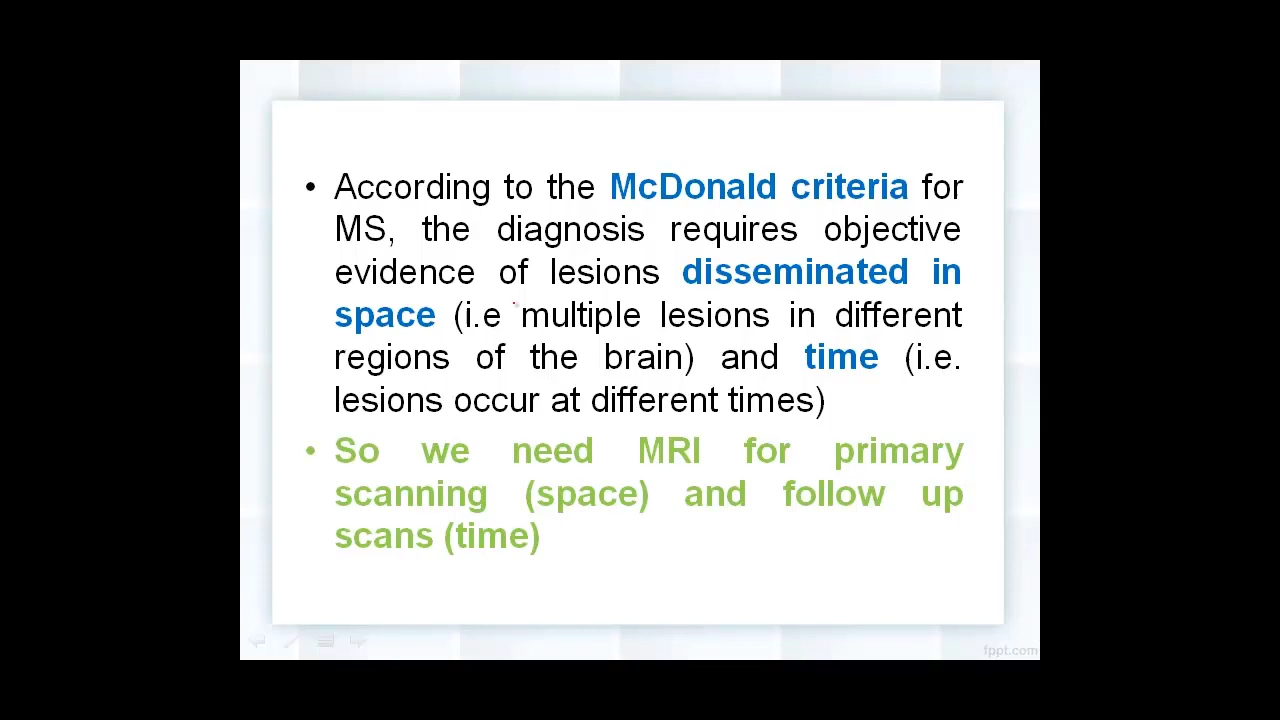 • According to the McDonald criteria for
MS, the diagnosis requires objective
evidence of lesions disseminated in
space (i.e multiple lesions in different
regions of the brain) and time (i.e.
lesions occur at different times)
• So we need MRI for primary
scanning (space) and follow up
scans (time)
fppt.com